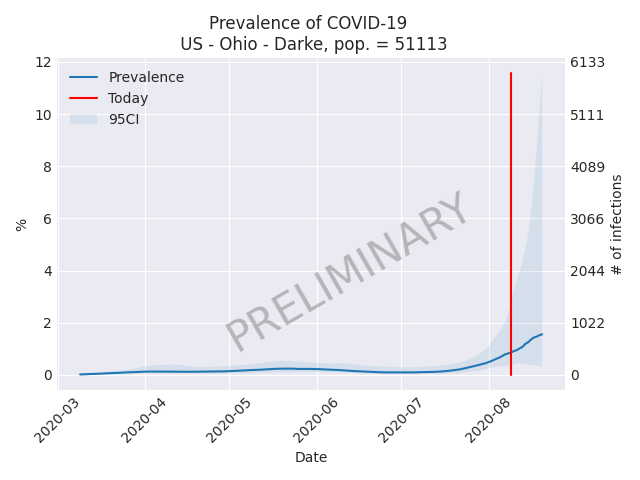 Prevalence of COVID-19
US - Ohio - Darke, pop. = 51113
12
10
8
6
4
2
0
%
6133
5111
4089
3066
2044
1022
0
# of infections
Prevalence
Today
95CI
PRELIMINARY
2020-03
2020-04
2020-05
2020-06
2020-07
2020-08
Date